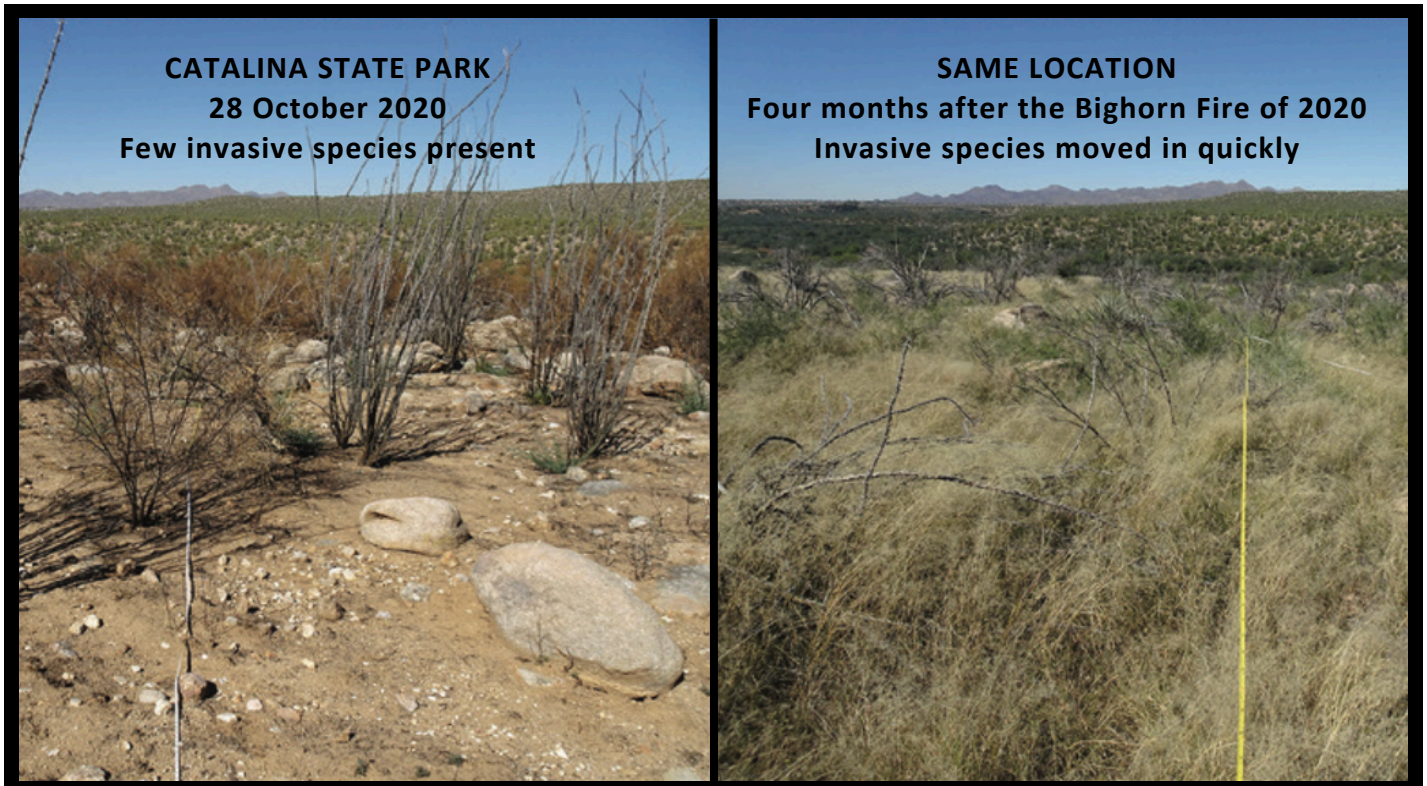 CATALINA STATE PARK
28 October 2020
Few invasive species present
SAME LOCATION
Four months after the Bighorn Fire of 2020
Invasive species moved in quickly